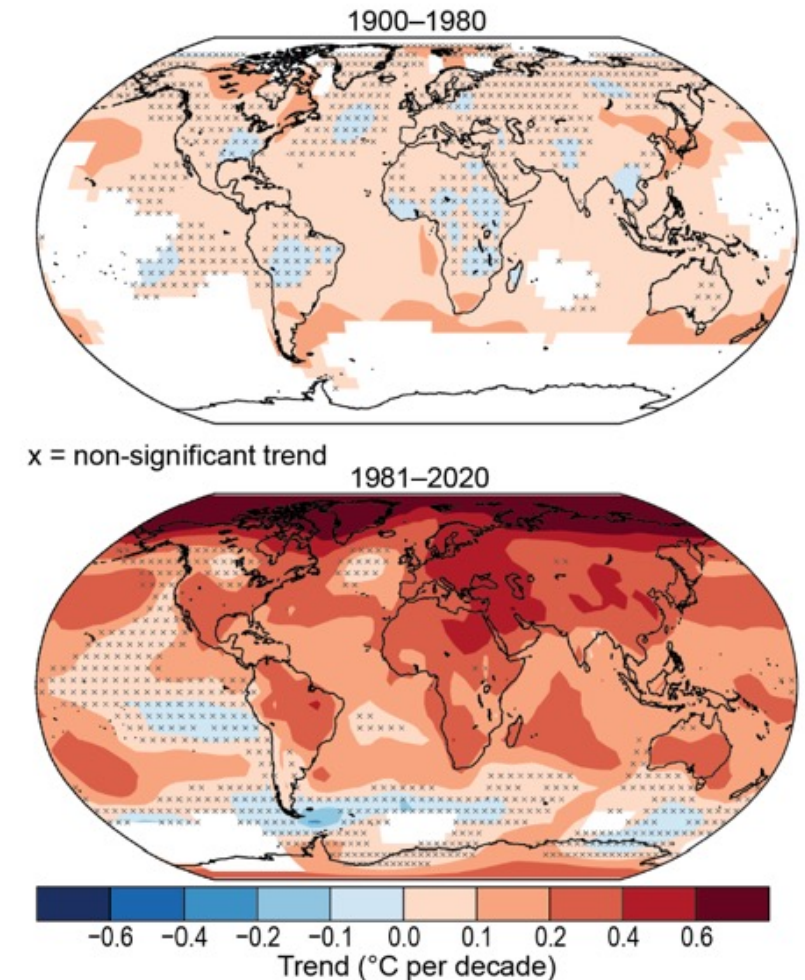 1900–1980
x = non-significant trend
1981–2020
−0.6 −0.4 −0.2 −0.1 0.0 0.1 0.2 0.4 0.6
Trend (°C per decade)